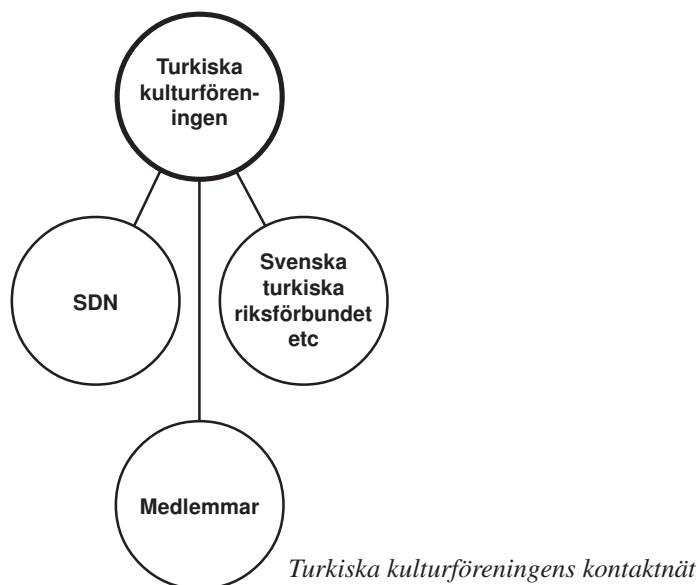 Turkiska
kulturfören-
ingen
SDN
Svenska
turkiska
riksförbundet
etc
Medlemmar
Turkiska kulturföreningens kontaktnät